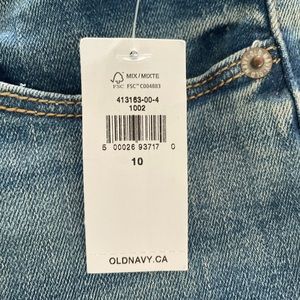 MIX/MIXTE
FSC FSC™ C004883
413163-00-4
1002
5 00026 93717 0
10
OLDNAVY.CA